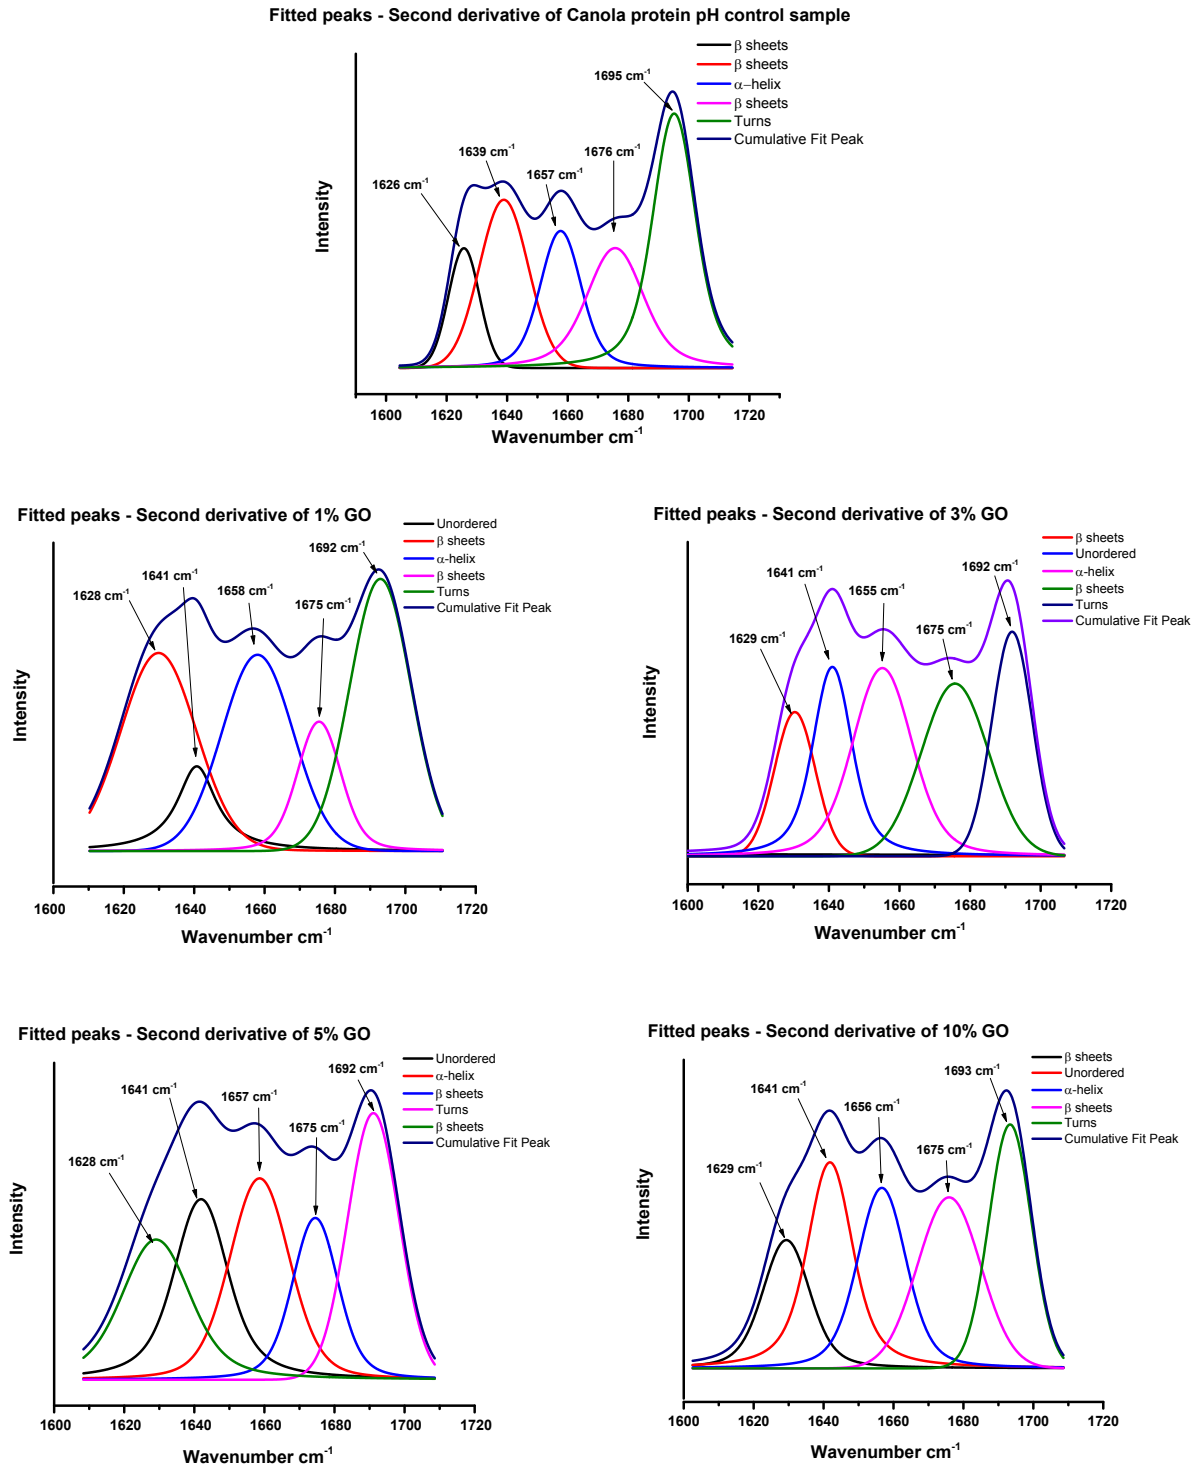 Fitted peaks - Second derivative of Canola protein pH control sample
β sheets
β sheets
α–helix
β sheets
Turns
Cumulative Fit Peak
1695 cm⁻¹
1639 cm⁻¹
1676 cm⁻¹
1657 cm⁻¹
1626 cm⁻¹
Intensity
1600 1620 1640 1660 1680 1700 1720
Wavenumber cm⁻¹
Fitted peaks - Second derivative of 1% GO
Unordered
β sheets
α-helix
β sheets
Turns
Cumulative Fit Peak
1692 cm⁻¹
1641 cm⁻¹
1658 cm⁻¹
1628 cm⁻¹
1675 cm⁻¹
Intensity
1600 1620 1640 1660 1680 1700 1720
Wavenumber cm⁻¹
Fitted peaks - Second derivative of 3% GO
β sheets
Unordered
α-helix
β sheets
Turns
Cumulative Fit Peak
1692 cm⁻¹
1641 cm⁻¹
1655 cm⁻¹
1675 cm⁻¹
1629 cm⁻¹
Intensity
1600 1620 1640 1660 1680 1700 1720
Wavenumber cm⁻¹
Fitted peaks - Second derivative of 5% GO
Unordered
α-helix
β sheets
Turns
β sheets
Cumulative Fit Peak
1692 cm⁻¹
1641 cm⁻¹
1657 cm⁻¹
1675 cm⁻¹
1628 cm⁻¹
Intensity
1600 1620 1640 1660 1680 1700 1720
Wavenumber cm⁻¹
Fitted peaks - Second derivative of 10% GO
β sheets
Unordered
α-helix
β sheets
Turns
Cumulative Fit Peak
1693 cm⁻¹
1641 cm⁻¹
1656 cm⁻¹
1675 cm⁻¹
1629 cm⁻¹
Intensity
1600 1620 1640 1660 1680 1700 1720
Wavenumber cm⁻¹